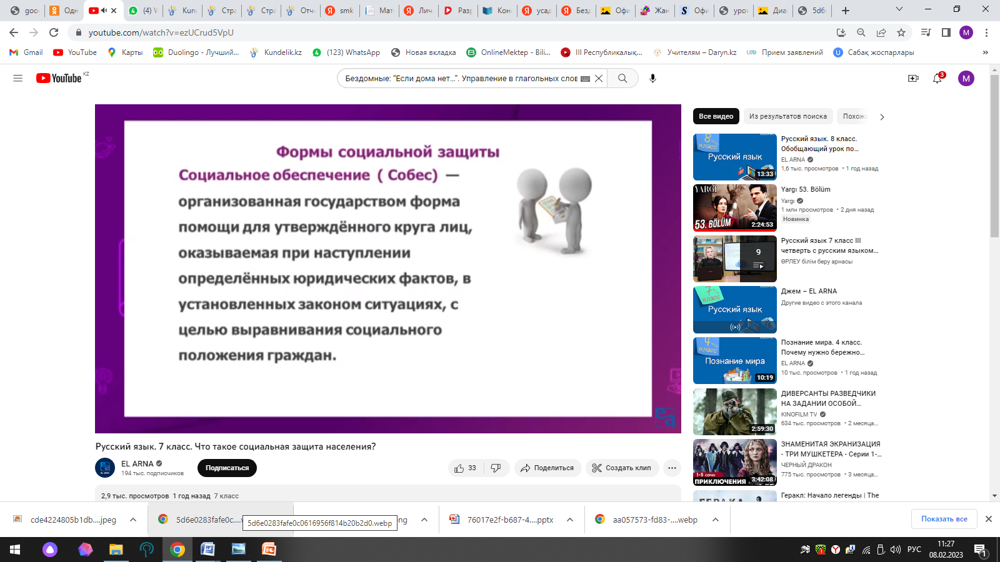 goo
Одн
(4) V
Kunc
Стра
Стра
Отче
smk
Мат
Личе
Разр
Конс
усад
Безд
Офи
Жан
Офи
урон
Диа
5d6e
youtube.com/watch?v=ezUCrud5VpU
M
Gmail
YouTube
Карты
Duolingo - Лучший...
Kundelik.kz
(123) WhatsApp
Новая вкладка
OnlineMektep - Bili...
III Республикалық...
Учителям – Daryn.kz
Прием заявлений
Сабақ жоспарлары
»
YouTube KZ
Бездомные: "Если дома нет...". Управление в глагольных слов
3
M
Формы социальной защиты
Социальное обеспечение ( Собес) —
организованная государством форма
помощи для утверждённого круга лиц,
оказываемая при наступлении
определённых юридических фактов, в
установленных законом ситуациях, с
целью выравнивания социального
положения граждан.
Русский язык. 7 класс. Что такое социальная защита населения?
EL ARNA
194 тыс. подписчиков
Подписаться
33
Поделиться
Создать клип
2,9 тыс. просмотров 1 год назад 7 класс
Все видео
Из результатов поиска
Похожи
8
класс
Русский язык
13:33
Русский язык. 8 класс.
Обобщающий урок по...
EL ARNA
1,6 тыс. просмотров • 1 год назад
YARGI
53. BÖLÜM
2:24:53
Yargı 53. Bölüm
Yargı
1 млн просмотров • 2 дня назад
Новинка
9
Русский язык 7 класс III
четверть с русским языком...
ӨРЛЕУ білім беру арнасы
7
класс
Русский язык
Джем – EL ARNA
Другие видео с этого канала
4
класс
Познание мира
10:19
Познание мира. 4 класс.
Почему нужно бережно...
EL ARNA
10 тыс. просмотров • 1 год назад
2:59:30
ДИВЕРСАНТЫ РАЗВЕДЧИКИ
НА ЗАДАНИИ ОСОБОЙ...
KINOFILM TV
634 тыс. просмотров • 2 месяца...
1-5 СЕРИИ
ПРИКЛЮЧЕНИЯ
3:42:08
ЗНАМЕНИТАЯ ЭКРАНИЗАЦИЯ
- ТРИ МУШКЕТЕРА - Серии 1-...
ЧЕРНЫЙ ДРАКОН
775 тыс. просмотров • 3 месяца...
Геракл: Начало легенды | The
cde4224805b1db....jpeg
5d6e0283fafe0c....w
5d6e0283fafe0c0616956f814b20b2d0.webp
eng
76017e2f-b687-4....pptx
aa057573-fd83-....webp
Показать все
РУС
11:27
08.02.2023
1